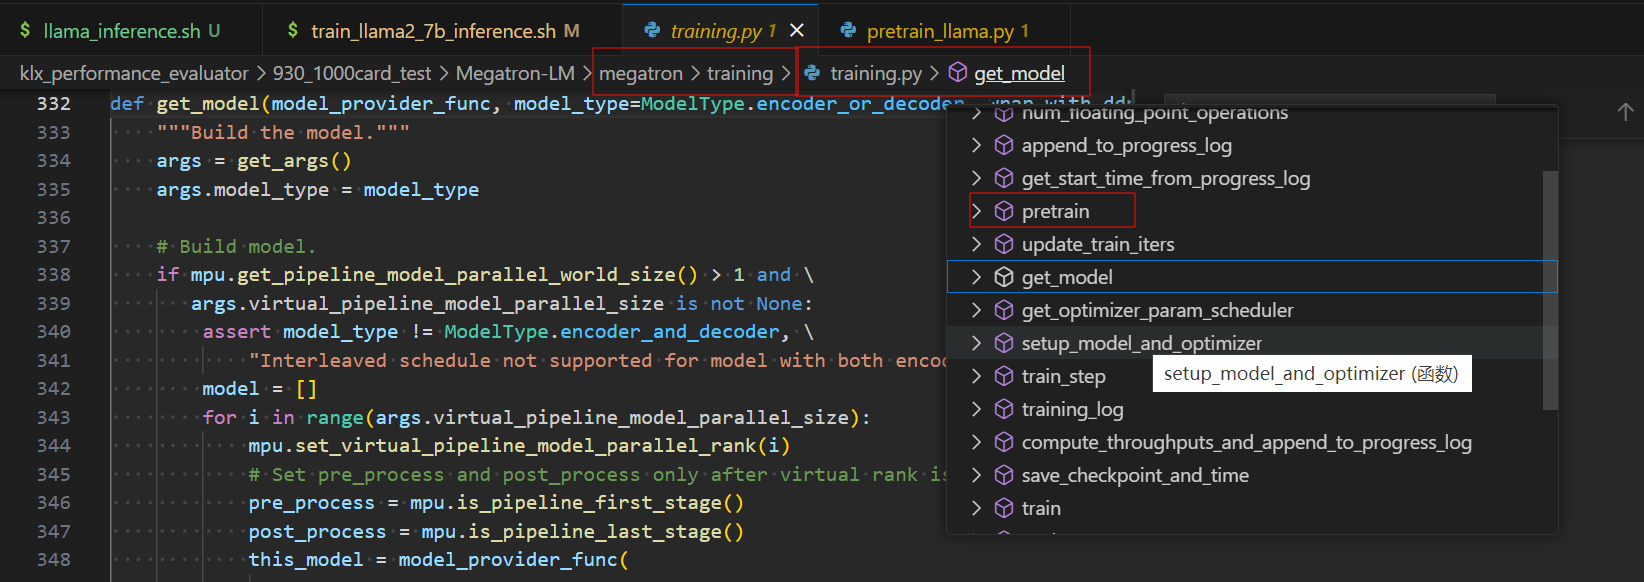 $ llama_inference.sh U $ train_llama2_7b_inference.sh M training.py 1 pretrain_llama.py 1
klx_performance_evaluator > 930_1000card_test > Megatron-LM > megatron > training > training.py > get_model
332 def get_model(model_provider_func, model_type=ModelType.encoder_or_decoder, wrap_with_ddp
333 """Build the model."""
334 args = get_args()
335 args.model_type = model_type
336
337 # Build model.
338 if mpu.get_pipeline_model_parallel_world_size() > 1 and \
339 args.virtual_pipeline_model_parallel_size is not None:
340 assert model_type != ModelType.encoder_and_decoder, \
341 "Interleaved schedule not supported for model with both enco
342 model = []
343 for i in range(args.virtual_pipeline_model_parallel_size):
344 mpu.set_virtual_pipeline_model_parallel_rank(i)
345 # Set pre_process and post_process only after virtual rank is
346 pre_process = mpu.is_pipeline_first_stage()
347 post_process = mpu.is_pipeline_last_stage()
348 this_model = model_provider_func(
num_floating_point_operations
append_to_progress_log
get_start_time_from_progress_log
pretrain
update_train_iters
get_model
get_optimizer_param_scheduler
setup_model_and_optimizer
setup_model_and_optimizer (函数)
train_step
training_log
compute_throughputs_and_append_to_progress_log
save_checkpoint_and_time
train